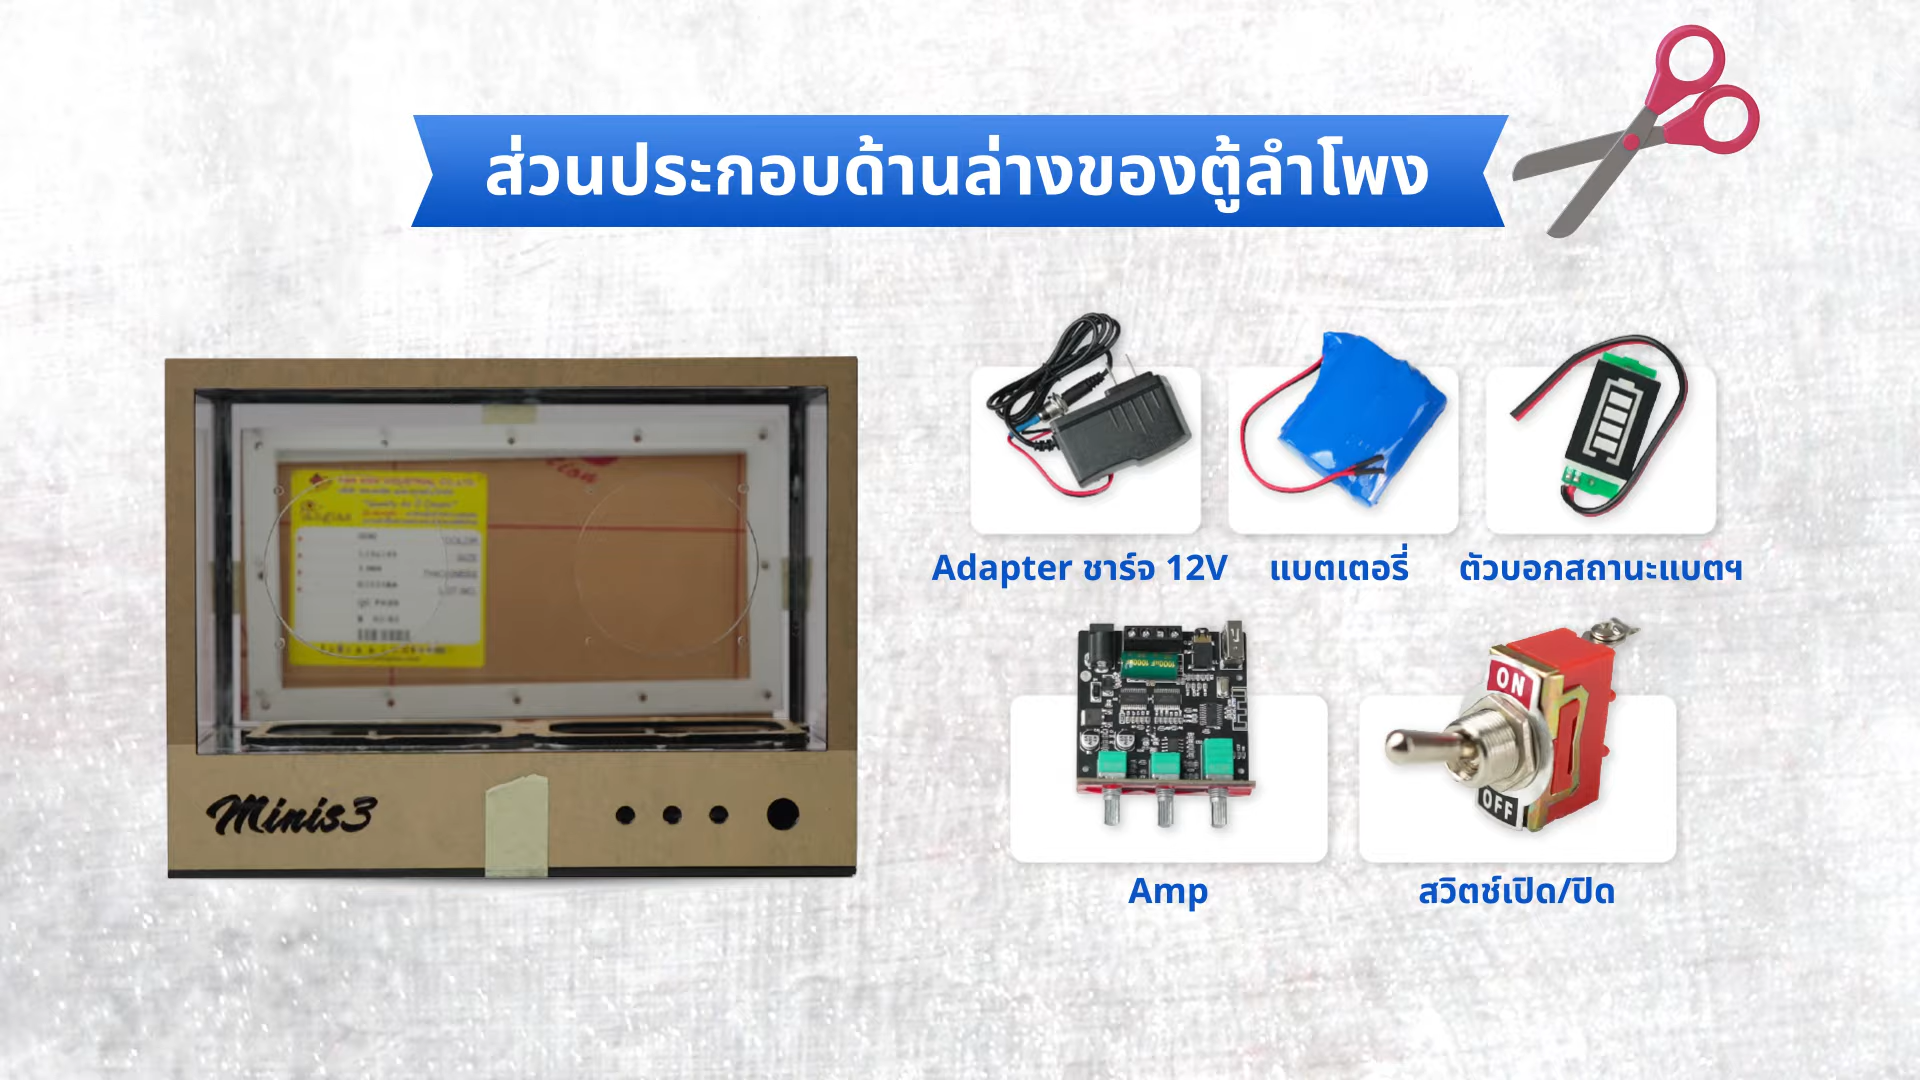 ส่วนประกอบด้านล่างของตู้ลำโพง
Adapter ชาร์จ 12V
แบตเตอรี่
ตัวบอกสถานะแบตฯ
ON
OFF
Amp
สวิตช์เปิด/ปิด
Minis3